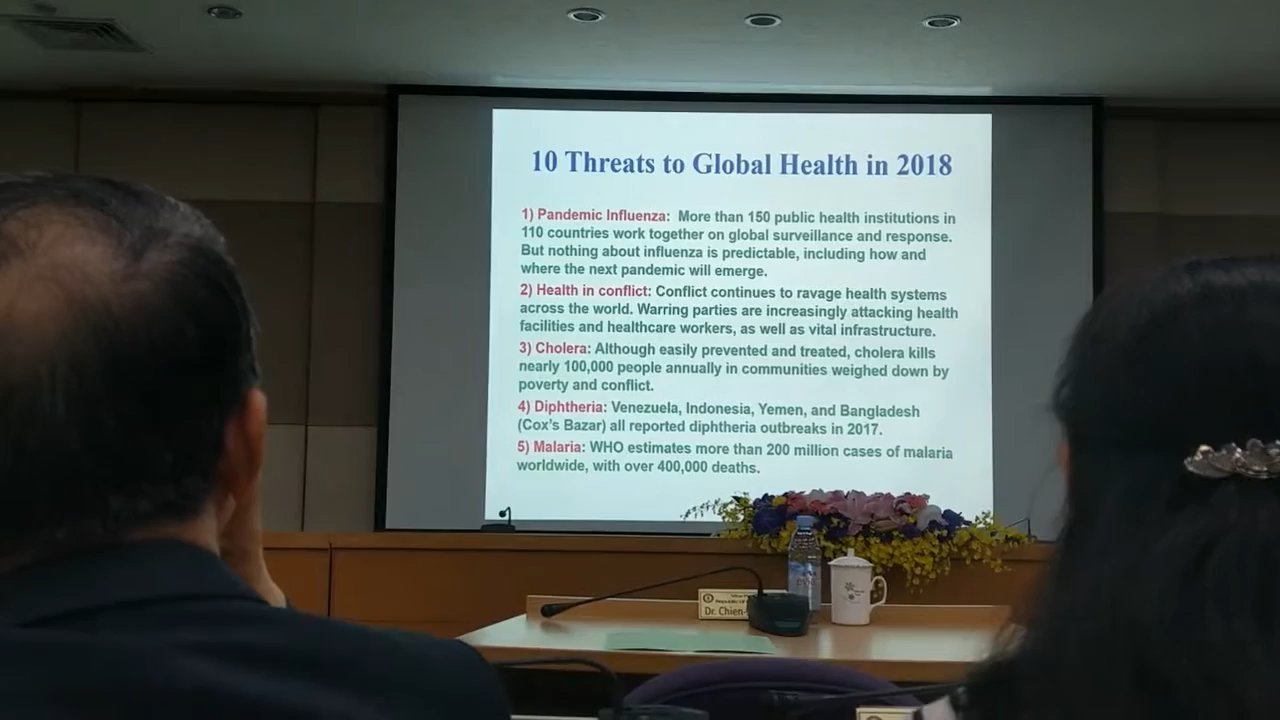 10 Threats to Global Health in 2018
1) Pandemic Influenza: More than 150 public health institutions in
110 countries work together on global surveillance and response.
But nothing about influenza is predictable, including how and
where the next pandemic will emerge.
2) Health in conflict: Conflict continues to ravage health systems
across the world. Warring parties are increasingly attacking health
facilities and healthcare workers, as well as vital infrastructure.
3) Cholera: Although easily prevented and treated, cholera kills
nearly 100,000 people annually in communities weighed down by
poverty and conflict.
4) Diphtheria: Venezuela, Indonesia, Yemen, and Bangladesh
(Cox's Bazar) all reported diphtheria outbreaks in 2017.
5) Malaria: WHO estimates more than 200 million cases of malaria
worldwide, with over 400,000 deaths.
Dr. Chien-